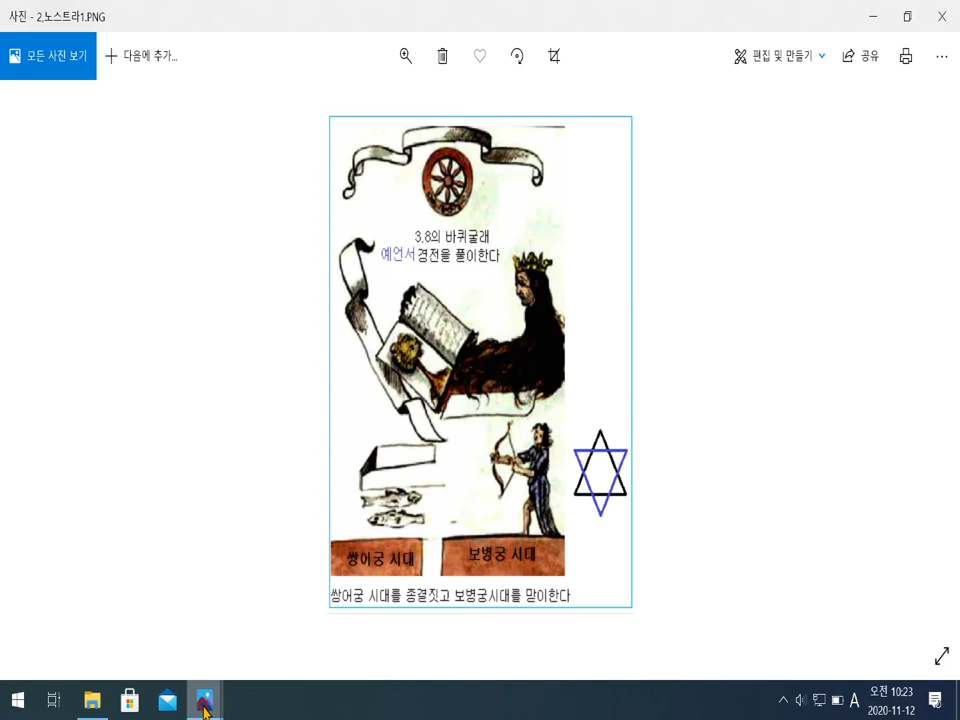 사진 - 2,노스트라1.PNG
모든 사진 보기
다음에 추가...
편집 및 만들기
공유
3,8의 바퀴굴래
예언서 경전을 풀이한다
쌍어궁 시대
보병궁 시대
쌍어궁 시대를 종결짓고 보병궁시대를 맏이한다
A
오전 10:23
2020-11-12